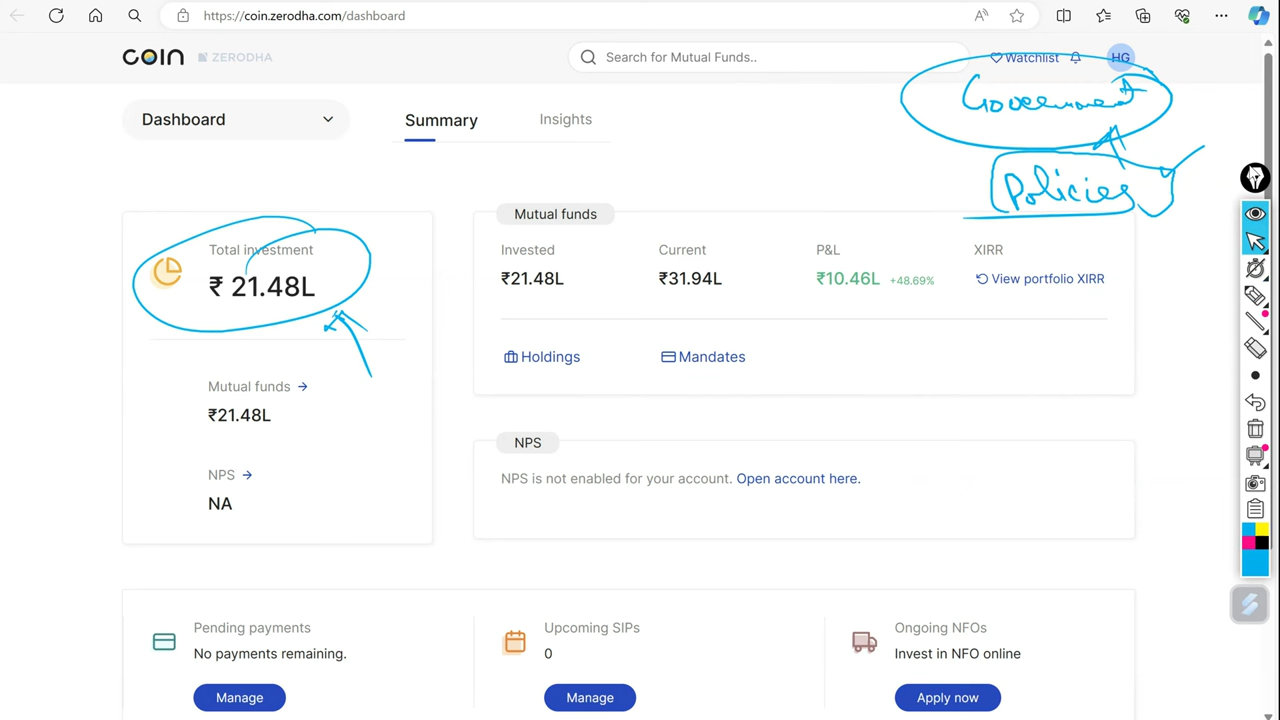 https://coin.zerodha.com/dashboard
COIN ZERODHA
Search for Mutual Funds..
Watchlist
HG
Government
Policies
Dashboard
Summary
Insights
Total investment
₹ 21.48L
Mutual funds →
₹21.48L
NPS →
NA
Mutual funds
Invested
Current
P&L
XIRR
₹21.48L
₹31.94L
₹10.46L +48.69%
View portfolio XIRR
Holdings
Mandates
NPS
NPS is not enabled for your account. Open account here.
Pending payments
No payments remaining.
Manage
Upcoming SIPs
0
Manage
Ongoing NFOs
Invest in NFO online
Apply now